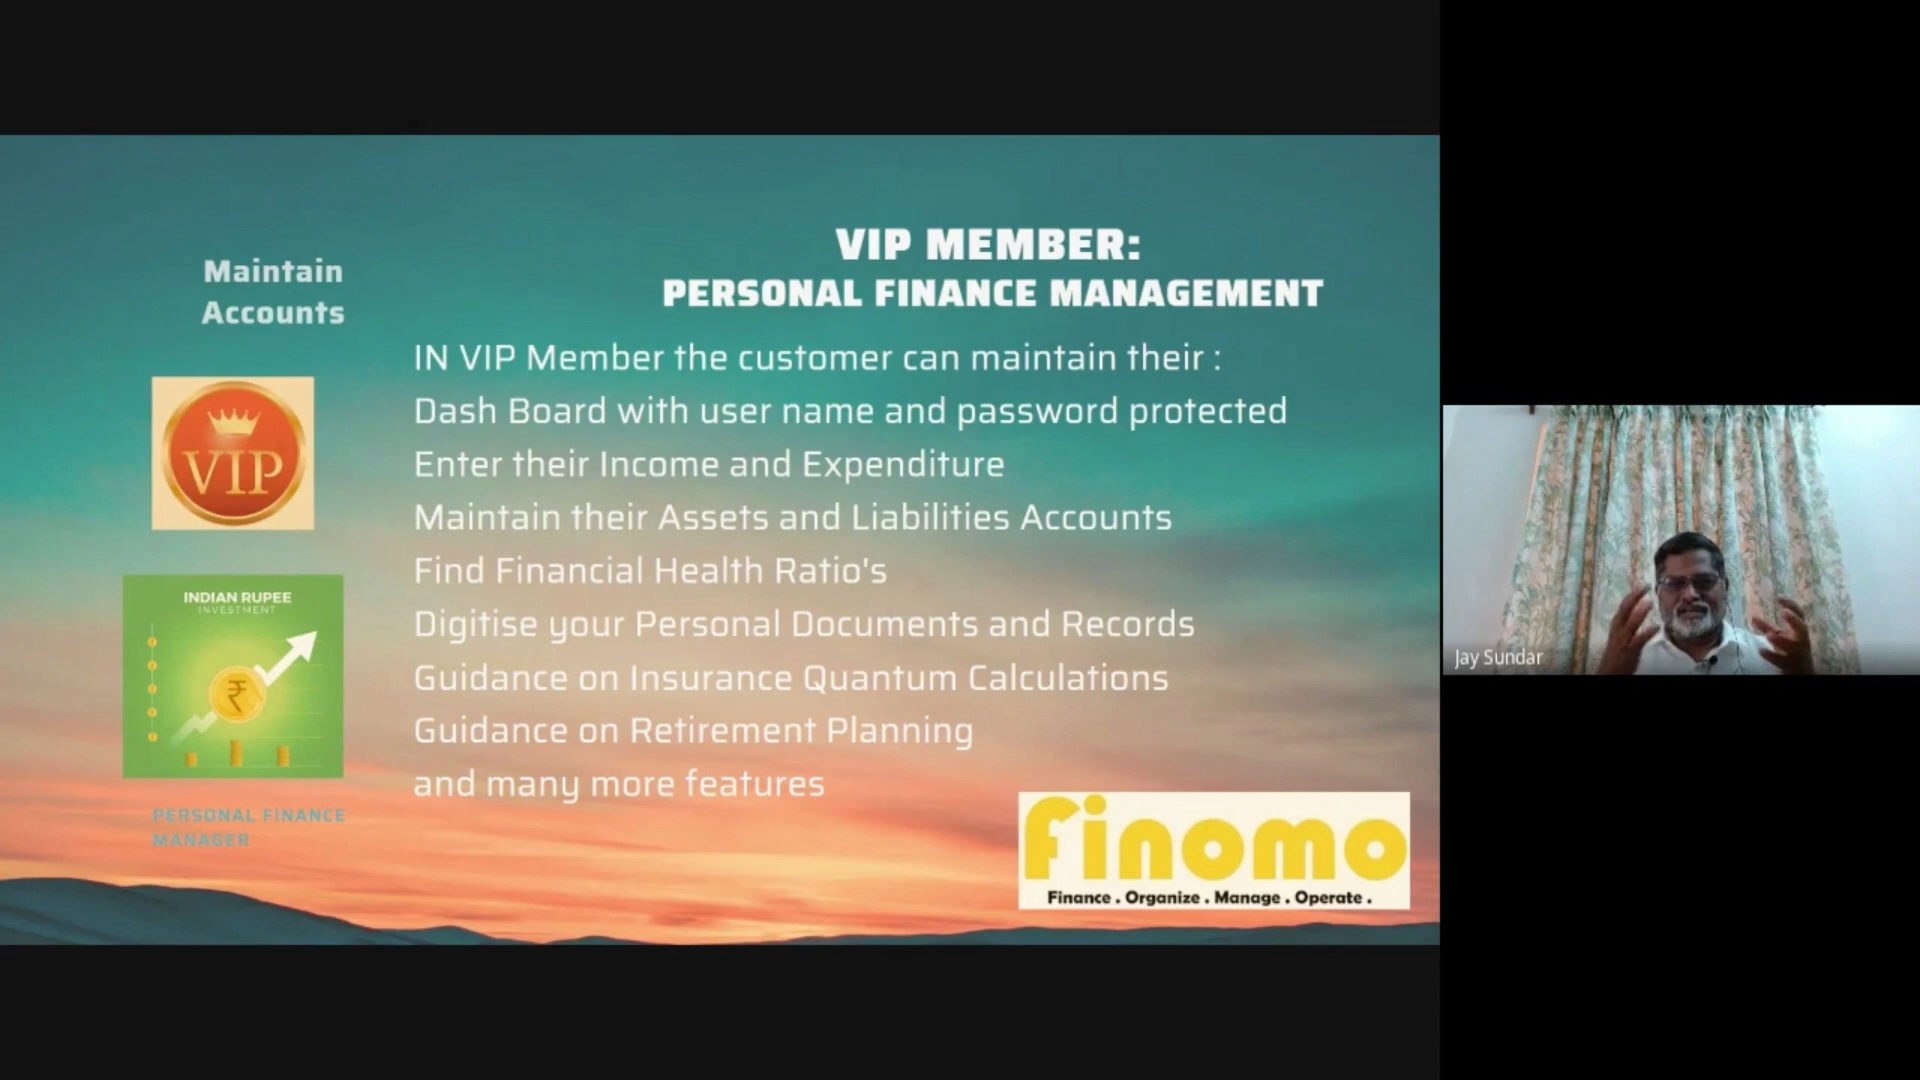 Maintain
Accounts
VIP
INDIAN RUPEE
INVESTMENT
PERSONAL FINANCE
MANAGER
VIP MEMBER:
PERSONAL FINANCE MANAGEMENT
IN VIP Member the customer can maintain their :
Dash Board with user name and password protected
Enter their Income and Expenditure
Maintain their Assets and Liabilities Accounts
Find Financial Health Ratio's
Digitise your Personal Documents and Records
Guidance on Insurance Quantum Calculations
Guidance on Retirement Planning
and many more features
Finomo
Finance . Organize . Manage . Operate .
Jay Sundar